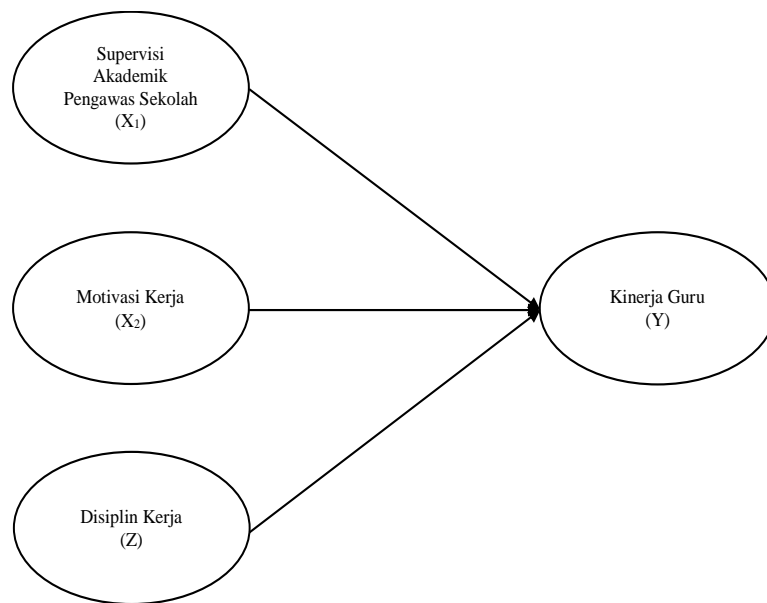 Supervisi
Akademik
Pengawas Sekolah
(X₁)
Motivasi Kerja
(X₂)
Kinerja Guru
(Y)
Disiplin Kerja
(Z)